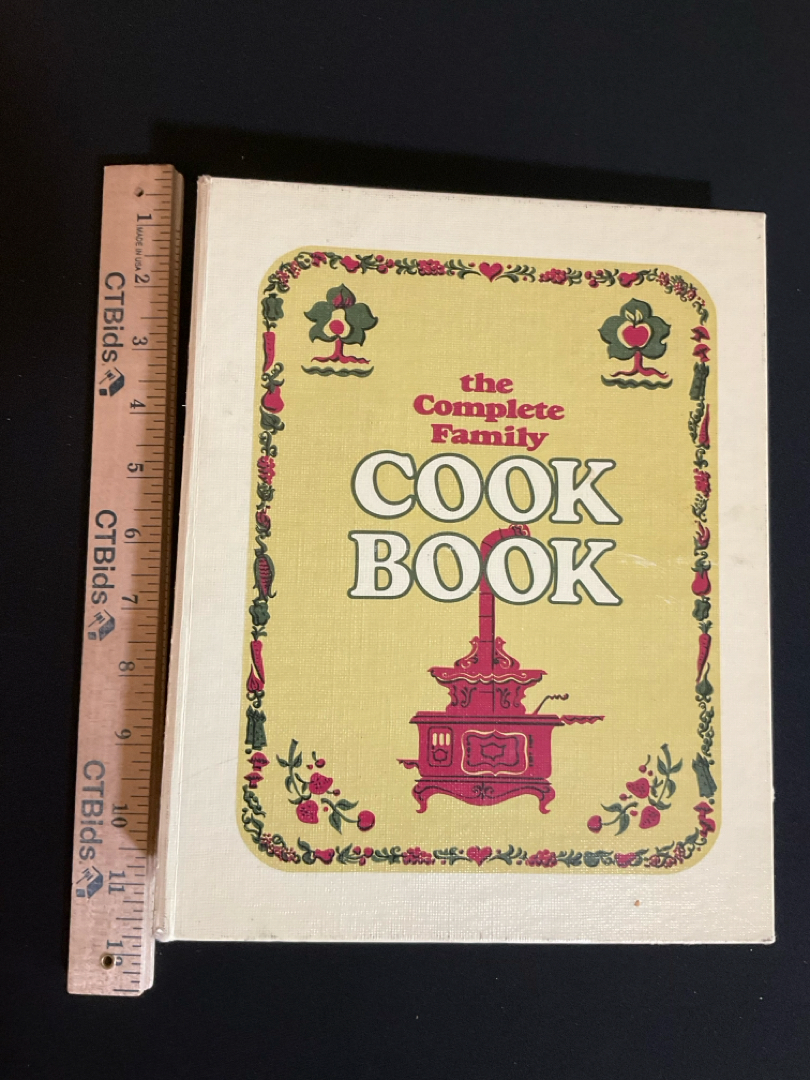 the
Complete
Family
COOK
BOOK
1
MADE IN USA
2
CTBids
3
4
5
6
CTBids
7
8
9
CTBids
10
11